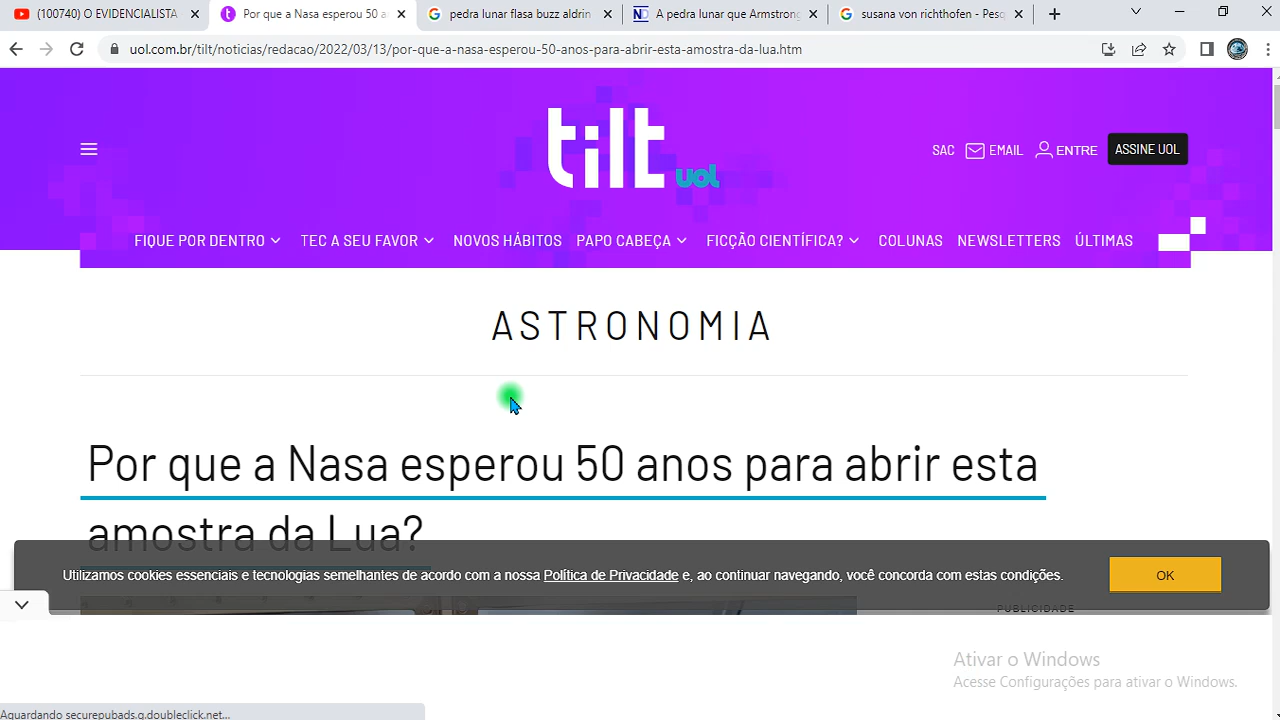 (100740) O EVIDENCIALISTA
Por que a Nasa esperou 50 a
pedra lunar flasa buzz aldrin
A pedra lunar que Armstrong
susana von richthofen - Pesq
uol.com.br/tilt/noticias/redacao/2022/03/13/por-que-a-nasa-esperou-50-anos-para-abrir-esta-amostra-da-lua.htm
tilt uol
SAC EMAIL ENTRE ASSINE UOL
FIQUE POR DENTRO TEC A SEU FAVOR NOVOS HÁBITOS PAPO CABEÇA FICÇÃO CIENTÍFICA? COLUNAS NEWSLETTERS ÚLTIMAS
ASTRONOMIA
Por que a Nasa esperou 50 anos para abrir esta
amostra da Lua?
Utilizamos cookies essenciais e tecnologias semelhantes de acordo com a nossa Política de Privacidade e, ao continuar navegando, você concorda com estas condições.
OK
PUBLICIDADE
Ativar o Windows
Acesse Configurações para ativar o Windows.
Aguardando securepubads.g.doubleclick.net...